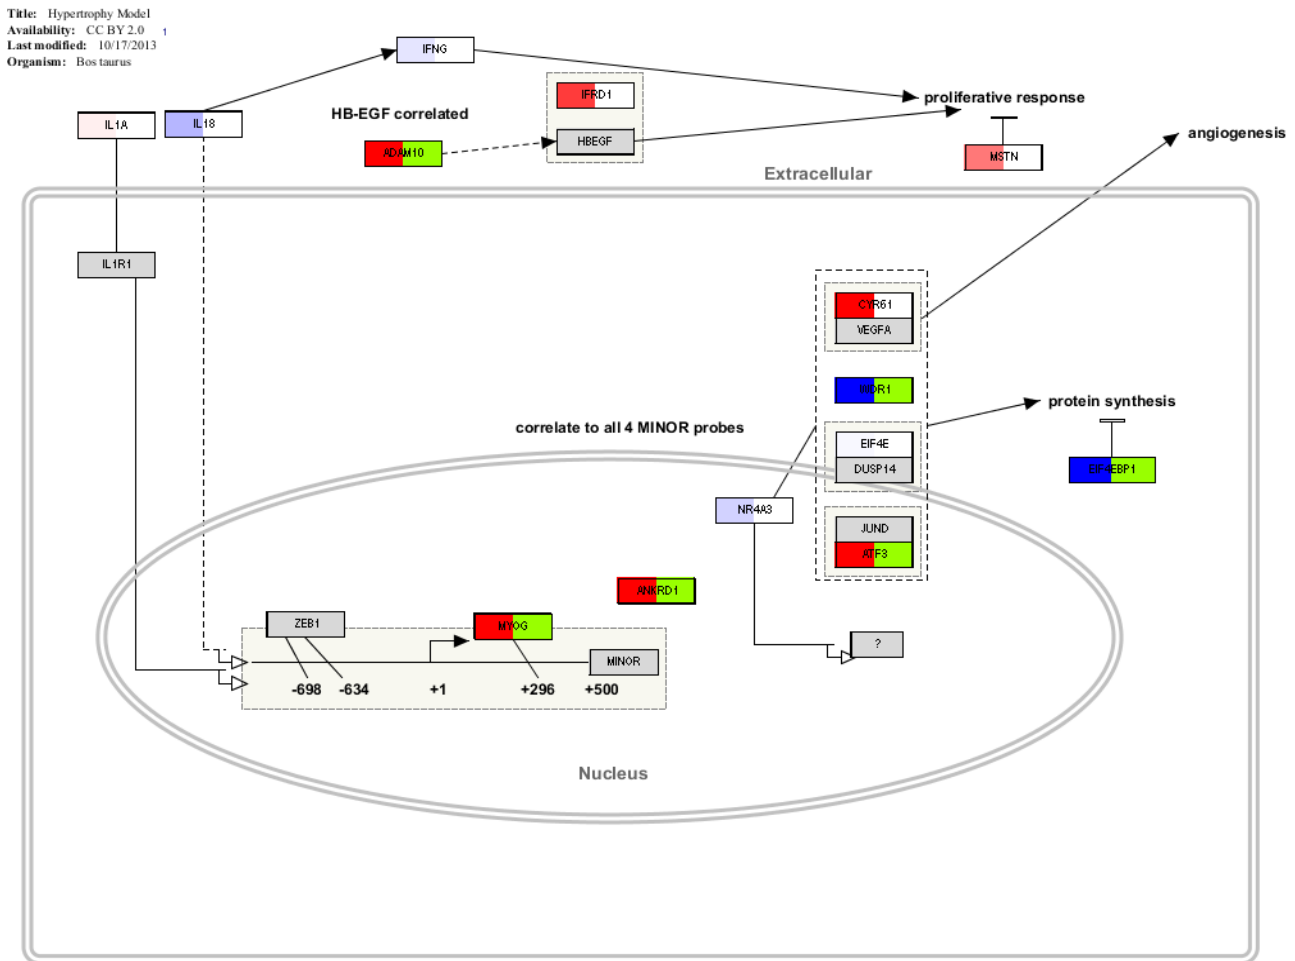 Title: Hypertrophy Model
Availability: CC BY 2.0 1
Last modified: 10/17/2013
Organism: Bos taurus
IFNG
IFRD1
proliferative response
HB-EGF correlated
IL1A
IL18
angiogenesis
HBEGF
ADAM10
MSTN
Extracellular
IL1R1
CYR61
VEGFA
WDR1
protein synthesis
correlate to all 4 MINOR probes
EIF4E
DUSP14
EIF4EBP1
NR4A3
JUND
ATF3
ANKRD1
ZEB1
MYOG
?
MINOR
-698 -634 +1 +296 +500
Nucleus